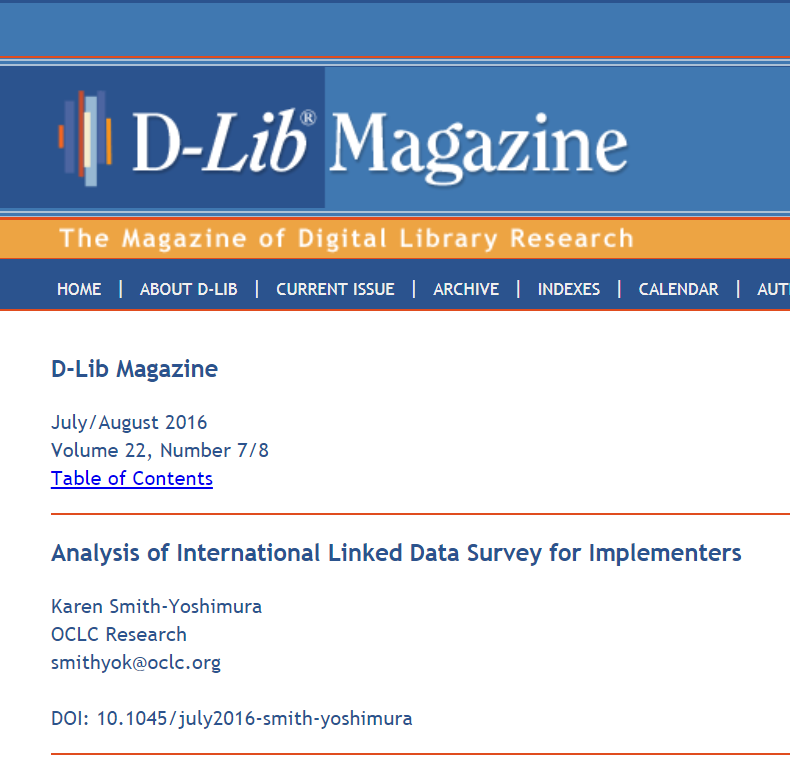 D-Lib® Magazine
The Magazine of Digital Library Research
HOME | ABOUT D-LIB | CURRENT ISSUE | ARCHIVE | INDEXES | CALENDAR |
D-Lib Magazine
July/August 2016
Volume 22, Number 7/8
Table of Contents
Analysis of International Linked Data Survey for Implementers
Karen Smith-Yoshimura
OCLC Research
smithyok@oclc.org
DOI: 10.1045/july2016-smith-yoshimura